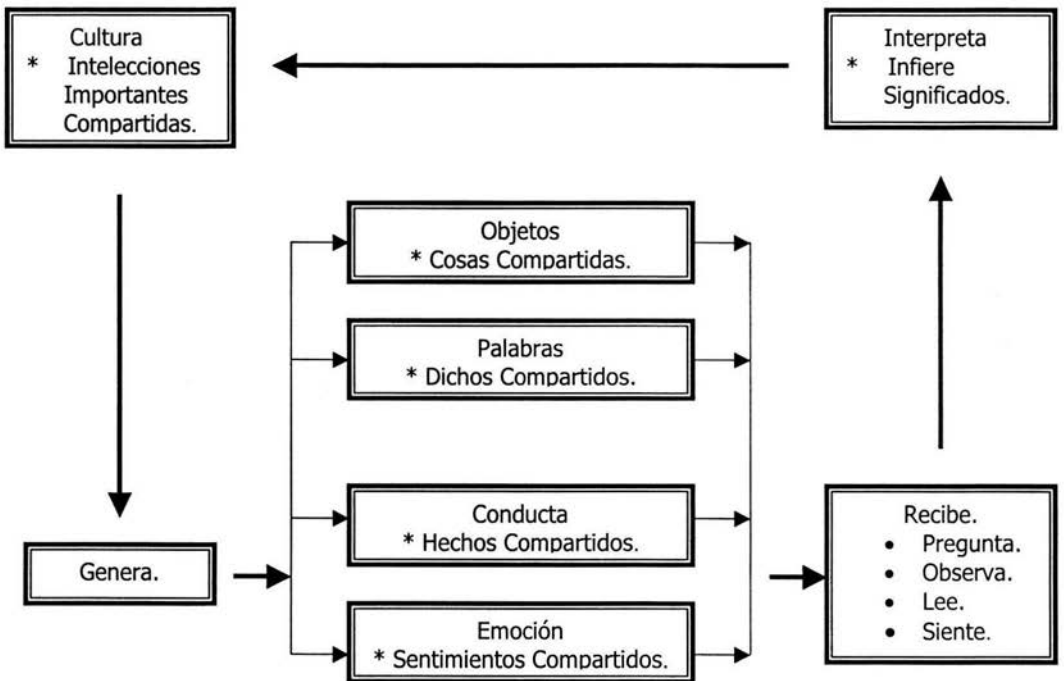 Cultura
* Intelecciones
Importantes
Compartidas.
Interpreta
* Infiere
Significados.
Objetos
* Cosas Compartidas.
Palabras
* Dichos Compartidos.
Conducta
* Hechos Compartidos.
Emoción
* Sentimientos Compartidos.
Genera.
Recibe.
• Pregunta.
• Observa.
• Lee.
• Siente.